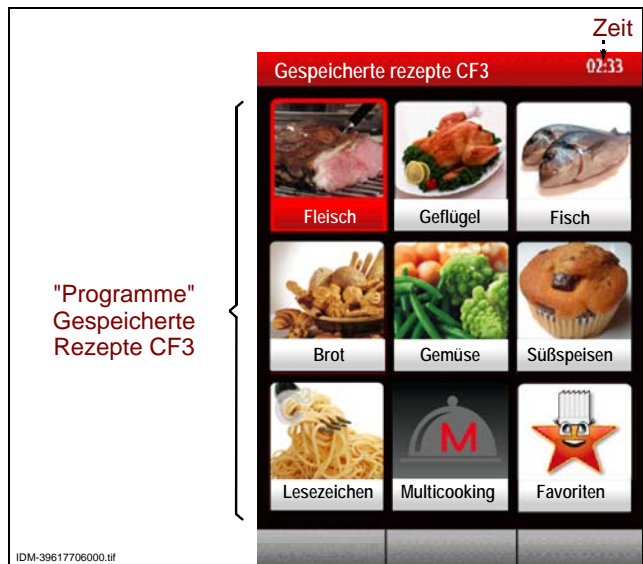 Zeit
Gespeicherte rezepte CF3
02:33
Fleisch
Geflügel
Fisch
"Programme"
Gespeicherte
Rezepte CF3
Brot
Gemüse
Süßspeisen
M
Lesezeichen
Multicooking
Favoriten
IDM-39617706000.tif